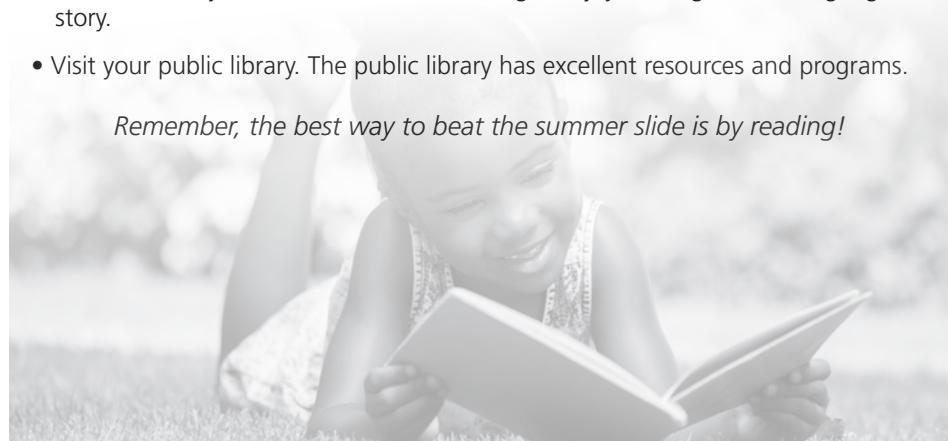 story.
• Visit your public library. The public library has excellent resources and programs.
Remember, the best way to beat the summer slide is by reading!